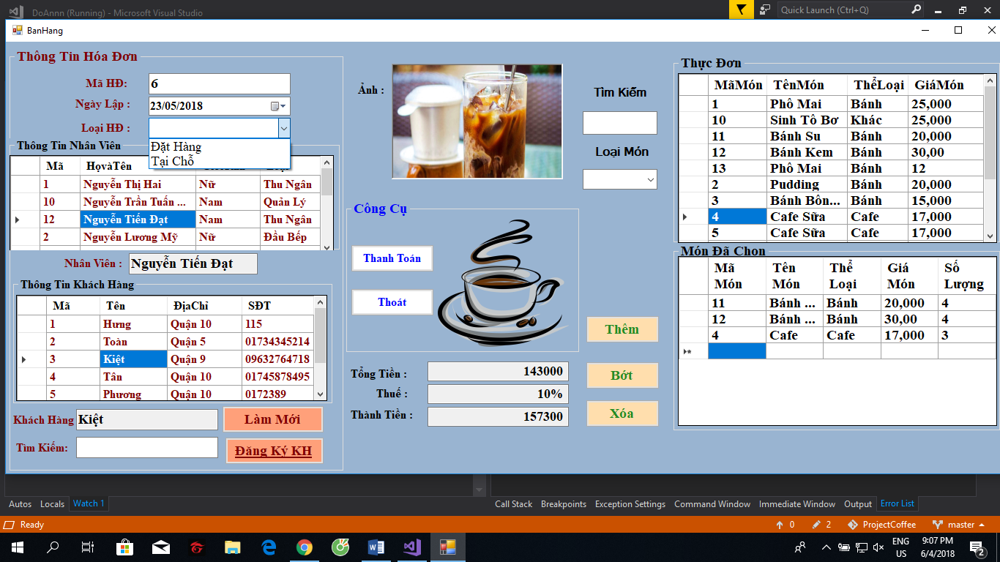 DoAnnn (Running) - Microsoft Visual Studio
Quick Launch (Ctrl+Q)
BanHang
Thông Tin Hóa Đơn
Mã HĐ:
6
Ngày Lập :
23/05/2018
Loại HĐ :
Đặt Hàng
Tại Chỗ
Thông Tin Nhân Viên
Mã HọvàTên
1 Nguyễn Thị Hai Nữ Thu Ngân
10 Nguyễn Trần Tuấn ... Nam Quản Lý
12 Nguyễn Tiến Đạt Nam Thu Ngân
2 Nguyễn Lương Mỹ Nữ Đầu Bếp
Nhân Viên : Nguyễn Tiến Đạt
Thông Tin Khách Hàng
Mã Tên ĐịaChỉ SĐT
1 Hưng Quận 10 115
2 Toàn Quận 5 01734345214
3 Kiệt Quận 9 09632764718
4 Tân Quận 10 01745878495
5 Phương Quận 10 0172389
Khách Hàng Kiệt
Làm Mới
Tìm Kiếm:
Đăng Ký KH
Ảnh :
Tìm Kiếm
Loại Món
Công Cụ
Thanh Toán
Thoát
Tổng Tiền : 143000
Thuế : 10%
Thành Tiền : 157300
Thêm
Bớt
Xóa
Thực Đơn
MãMón TênMón ThểLoại GiáMón
1 Phô Mai Bánh 25,000
10 Sinh Tô Bơ Khác 25,000
11 Bánh Su Bánh 20,000
12 Bánh Kem Bánh 30,00
13 Phô Mai Bánh 12
2 Pudding Bánh 20,000
3 Bánh Bôn... Bánh 15,000
4 Cafe Sữa Cafe 17,000
5 Cafe Sữa Cafe 17,000
Món Đã Chọn
Mã Món Tên Món Thể Loại Giá Món Số Lượng
11 Bánh ... Bánh 20,000 4
12 Bánh ... Bánh 30,00 4
4 Cafe Cafe 17,000 3
Autos Locals Watch 1
Call Stack Breakpoints Exception Settings Command Window Immediate Window Output Error List
Ready
0 2 ProjectCoffee master
ENG
US
9:07 PM
6/4/2018
2